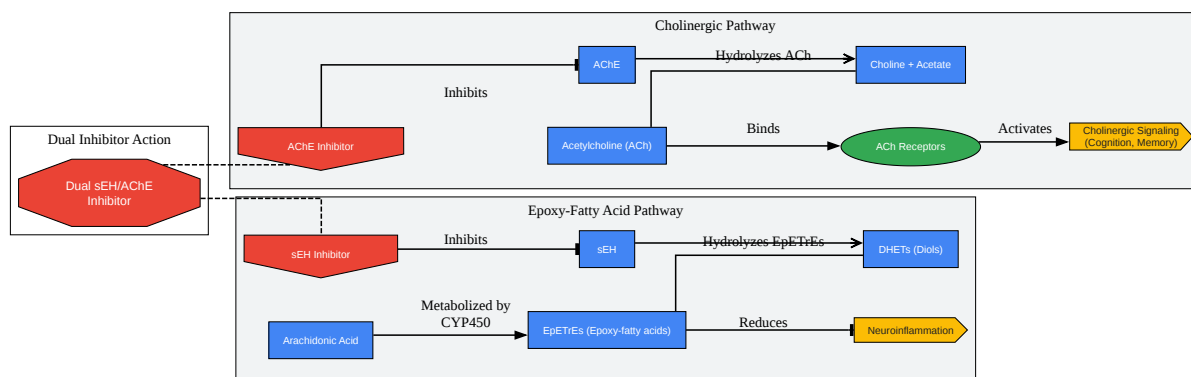 Cholinergic Pathway
AChE
Hydrolyzes ACh
Choline + Acetate
Inhibits
AChE Inhibitor
Acetylcholine (ACh)
Binds
ACh Receptors
Activates
Cholinergic Signaling
(Cognition, Memory)
Dual Inhibitor Action
Dual sEH/AChE
Inhibitor
Epoxy-Fatty Acid Pathway
sEH Inhibitor
Inhibits
sEH
Hydrolyzes EpETrEs
DHETs (Diols)
Arachidonic Acid
Metabolized by
CYP450
EpETrEs (Epoxy-fatty acids)
Reduces
Neuroinflammation